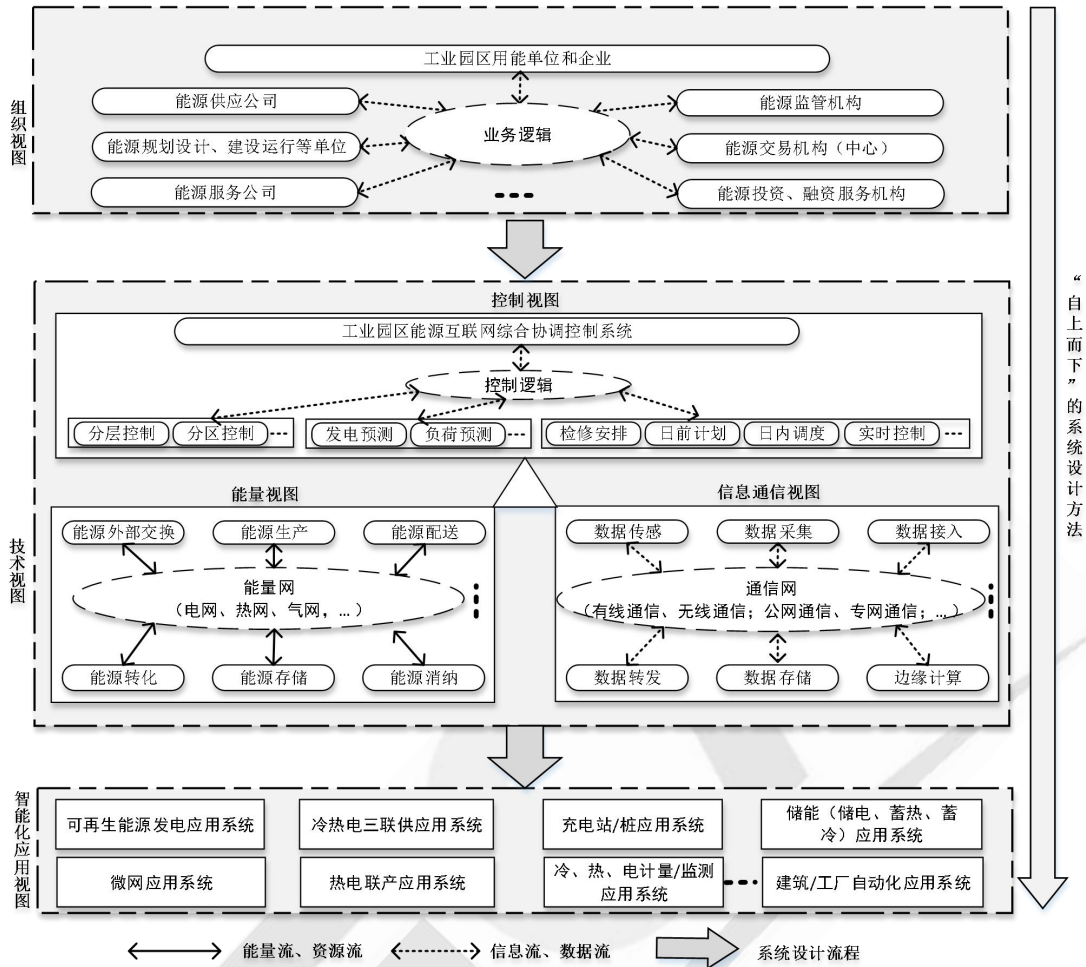 组织视图
工业园区用能单位和企业
能源供应公司
能源监管机构
业务逻辑
能源规划设计、建设运行等单位
能源交易机构（中心）
能源服务公司
能源投资、融资服务机构
“自上而下”的系统设计方法
技术视图
控制视图
工业园区能源互联网综合协调控制系统
控制逻辑
分层控制
分区控制
发电预测
负荷预测
检修安排
日前计划
日内调度
实时控制
能量视图
能源外部交换
能源生产
能源配送
能量网
（电网、热网、气网，...）
能源转化
能源存储
能源消纳
信息通信视图
数据传感
数据采集
数据接入
通信网
（有线通信、无线通信；公网通信、专网通信；...）
数据转发
数据存储
边缘计算
智能化应用视图
可再生能源发电应用系统
冷热电三联供应用系统
充电站/桩应用系统
储能（储电、蓄热、蓄
冷）应用系统
微网应用系统
热电联产应用系统
冷、热、电计量/监测
应用系统
建筑/工厂自动化应用系统
能量流、资源流
信息流、数据流
系统设计流程